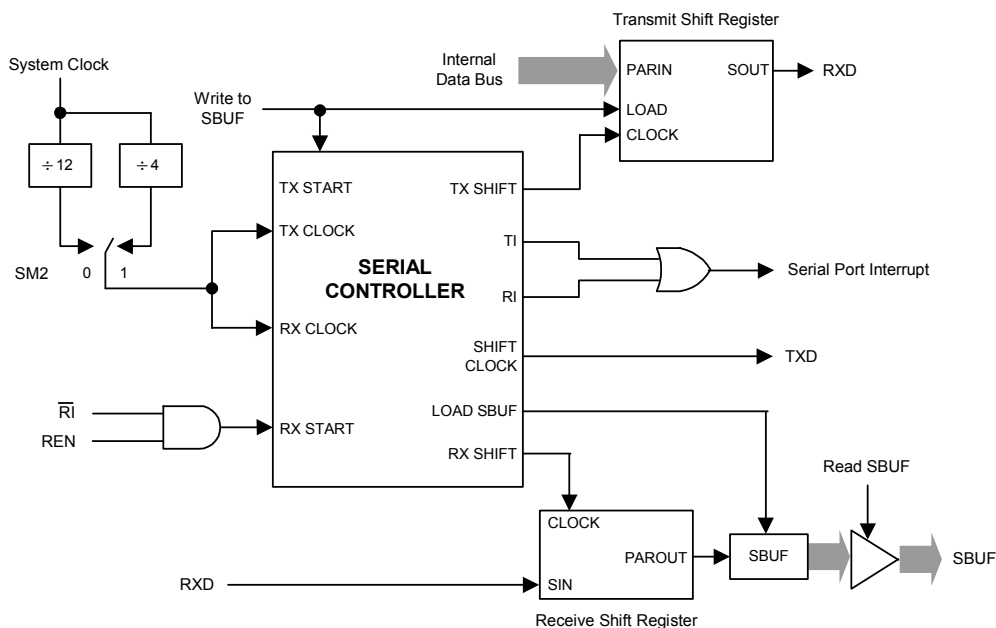 Transmit Shift Register
System Clock
Internal
Data Bus
PARIN
SOUT
RXD
Write to
SBUF
LOAD
CLOCK
÷ 12
÷ 4
TX START
TX SHIFT
TX CLOCK
TI
SERIAL
CONTROLLER
Serial Port Interrupt
SM2
0
1
RI
RX CLOCK
SHIFT
CLOCK
TXD
R̅I̅
REN
RX START
LOAD SBUF
RX SHIFT
Read SBUF
CLOCK
PAROUT
SBUF
SBUF
RXD
SIN
Receive Shift Register